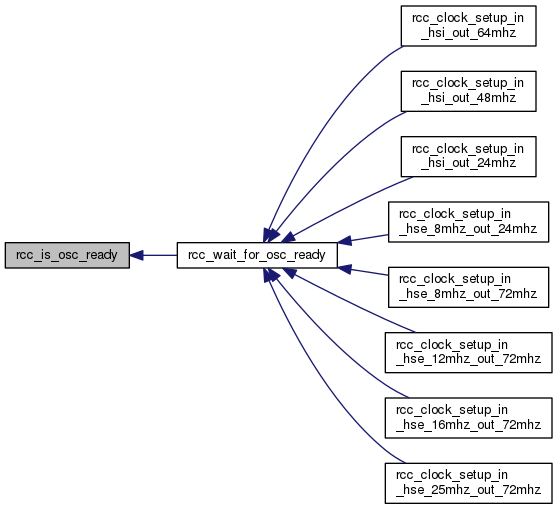 rcc_clock_setup_in
_hsi_out_64mhz
rcc_clock_setup_in
_hsi_out_48mhz
rcc_clock_setup_in
_hsi_out_24mhz
rcc_clock_setup_in
_hse_8mhz_out_24mhz
rcc_is_osc_ready
rcc_wait_for_osc_ready
rcc_clock_setup_in
_hse_8mhz_out_72mhz
rcc_clock_setup_in
_hse_12mhz_out_72mhz
rcc_clock_setup_in
_hse_16mhz_out_72mhz
rcc_clock_setup_in
_hse_25mhz_out_72mhz